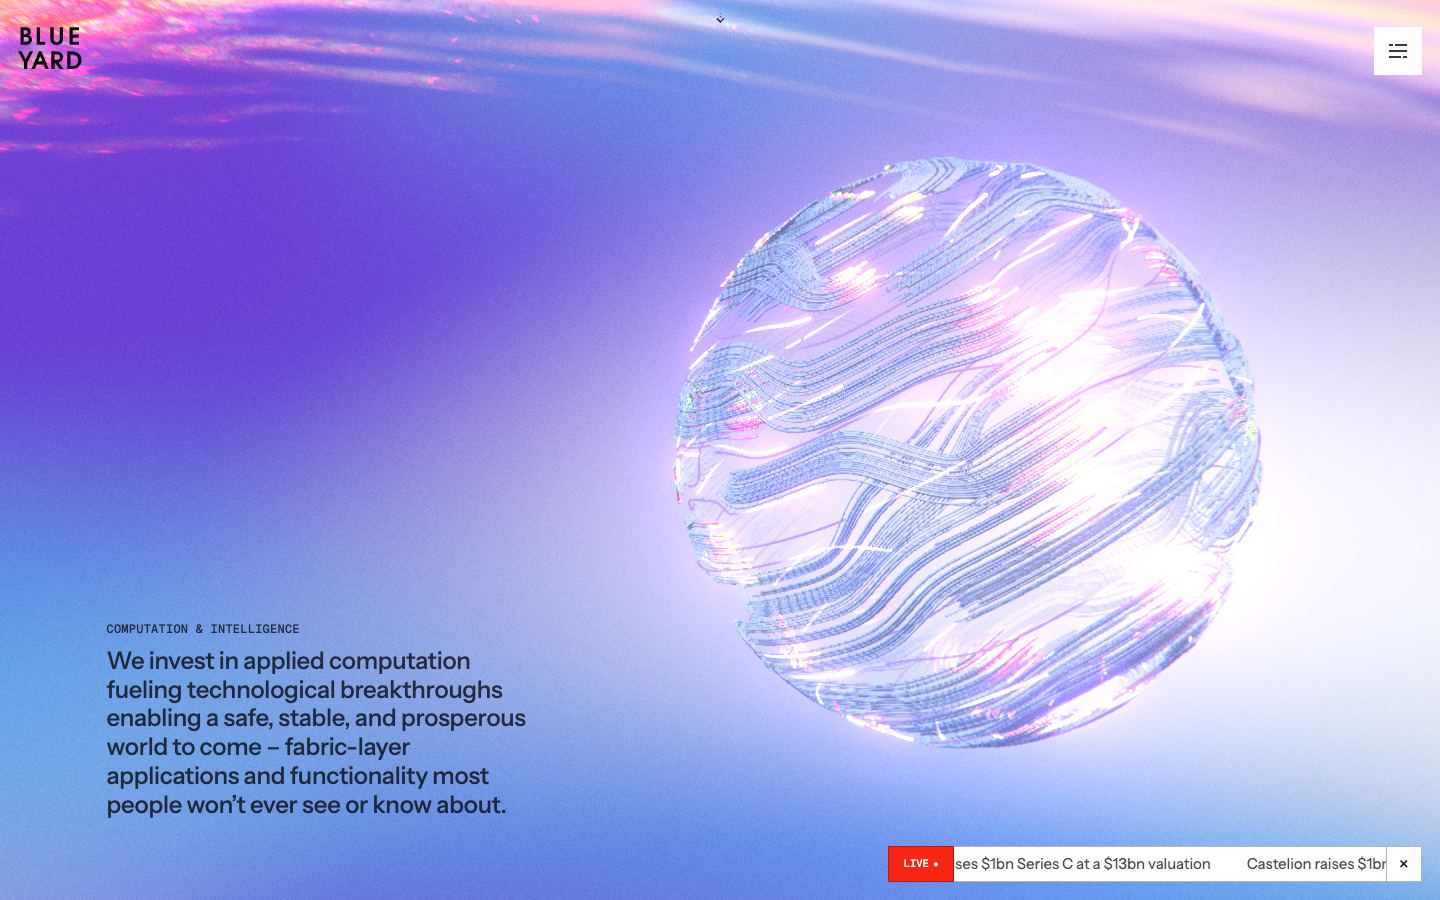 BLUE
YARD
COMPUTATION & INTELLIGENCE
We invest in applied computation
fueling technological breakthroughs
enabling a safe, stable, and prosperous
world to come – fabric-layer
applications and functionality most
people won’t ever see or know about.
LIVE ses $1bn Series C at a $13bn valuation Castelion raises $1br